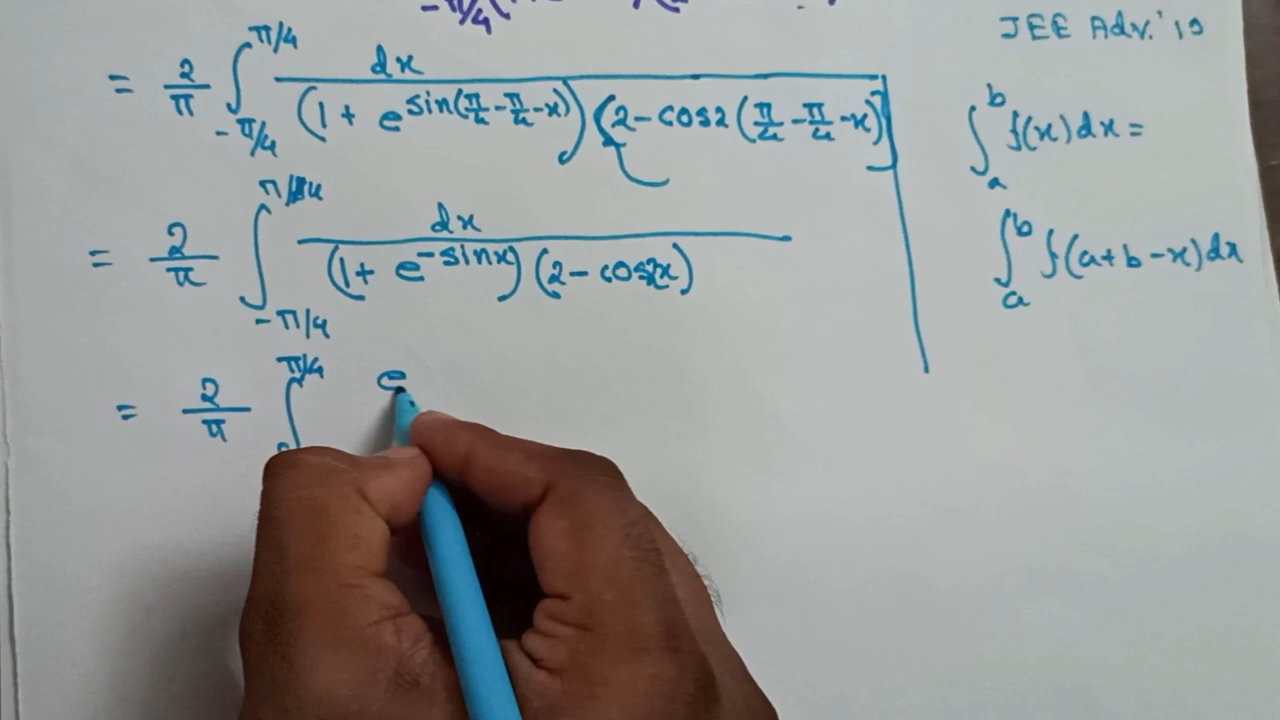 JEE Adv.'19
= 2/π ∫_{-π/4}^{π/4} dx / (1 + e^{sin(π/4 - π/4 - x)}) (2 - cos2(π/4 - π/4 - x))
∫_a^b f(x)dx =
∫_a^b f(a+b-x)dx
= 2/π ∫_{-π/4}^{π/4} dx / (1 + e^{-sinx}) (2 - cos2x)
= 2/π ∫^{π/4} e